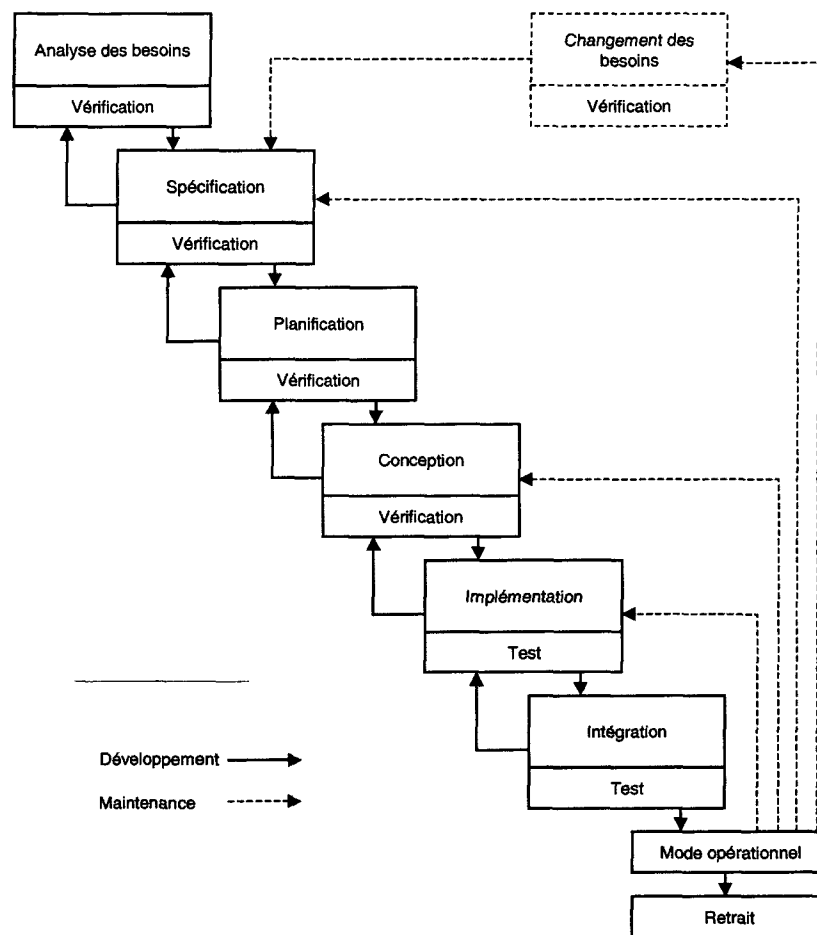 Analyse des besoins
Vérification
Changement des
besoins
Vérification
Spécification
Vérification
Planification
Vérification
Conception
Vérification
Implémentation
Test
Intégration
Test
Développement
Maintenance
Mode opérationnel
Retrait